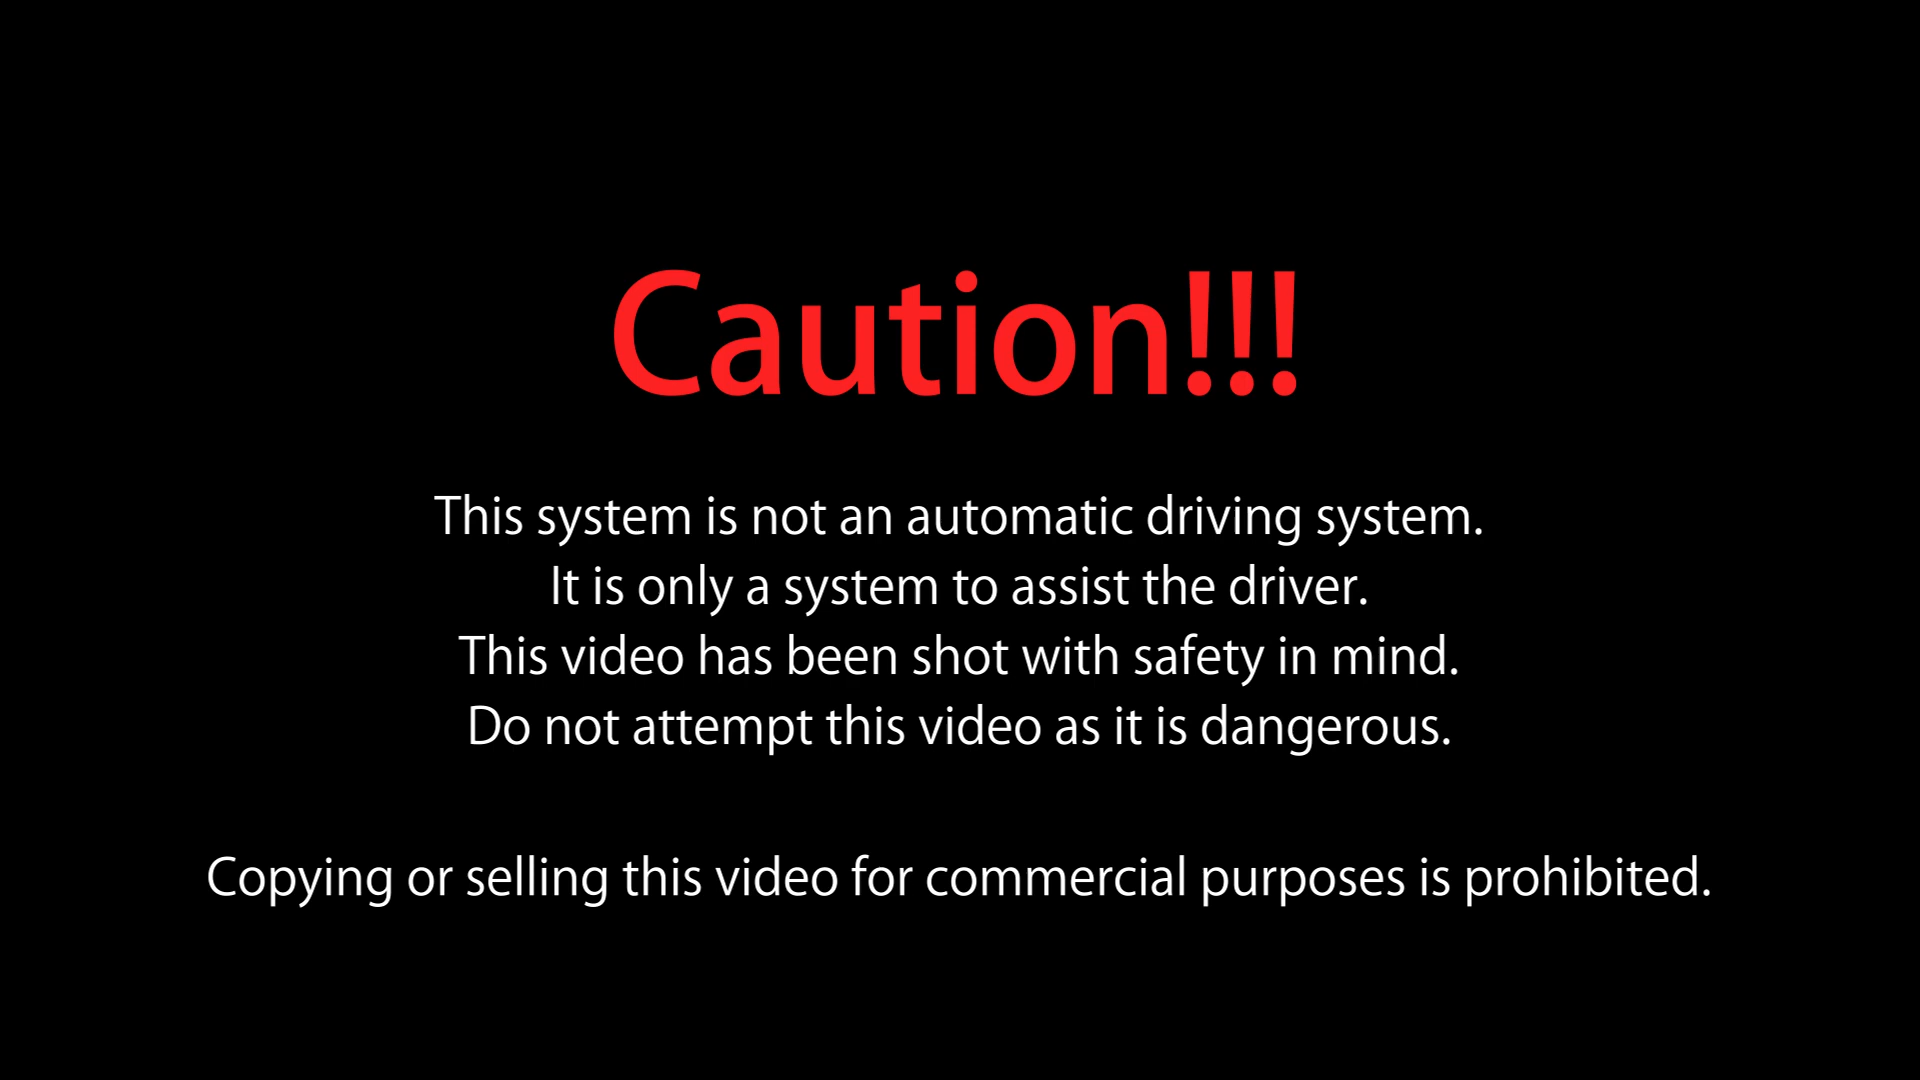 Caution!!!
This system is not an automatic driving system.
It is only a system to assist the driver.
This video has been shot with safety in mind.
Do not attempt this video as it is dangerous.
Copying or selling this video for commercial purposes is prohibited.